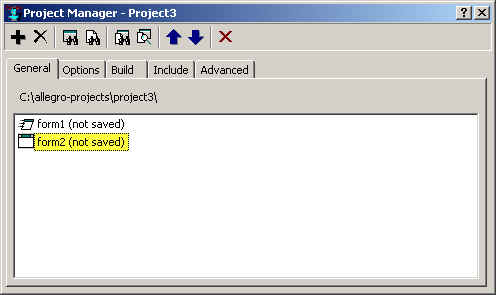 Project Manager - Project3
General Options Build Include Advanced
C:\allegro-projects\project3\
form1 (not saved)
form2 (not saved)